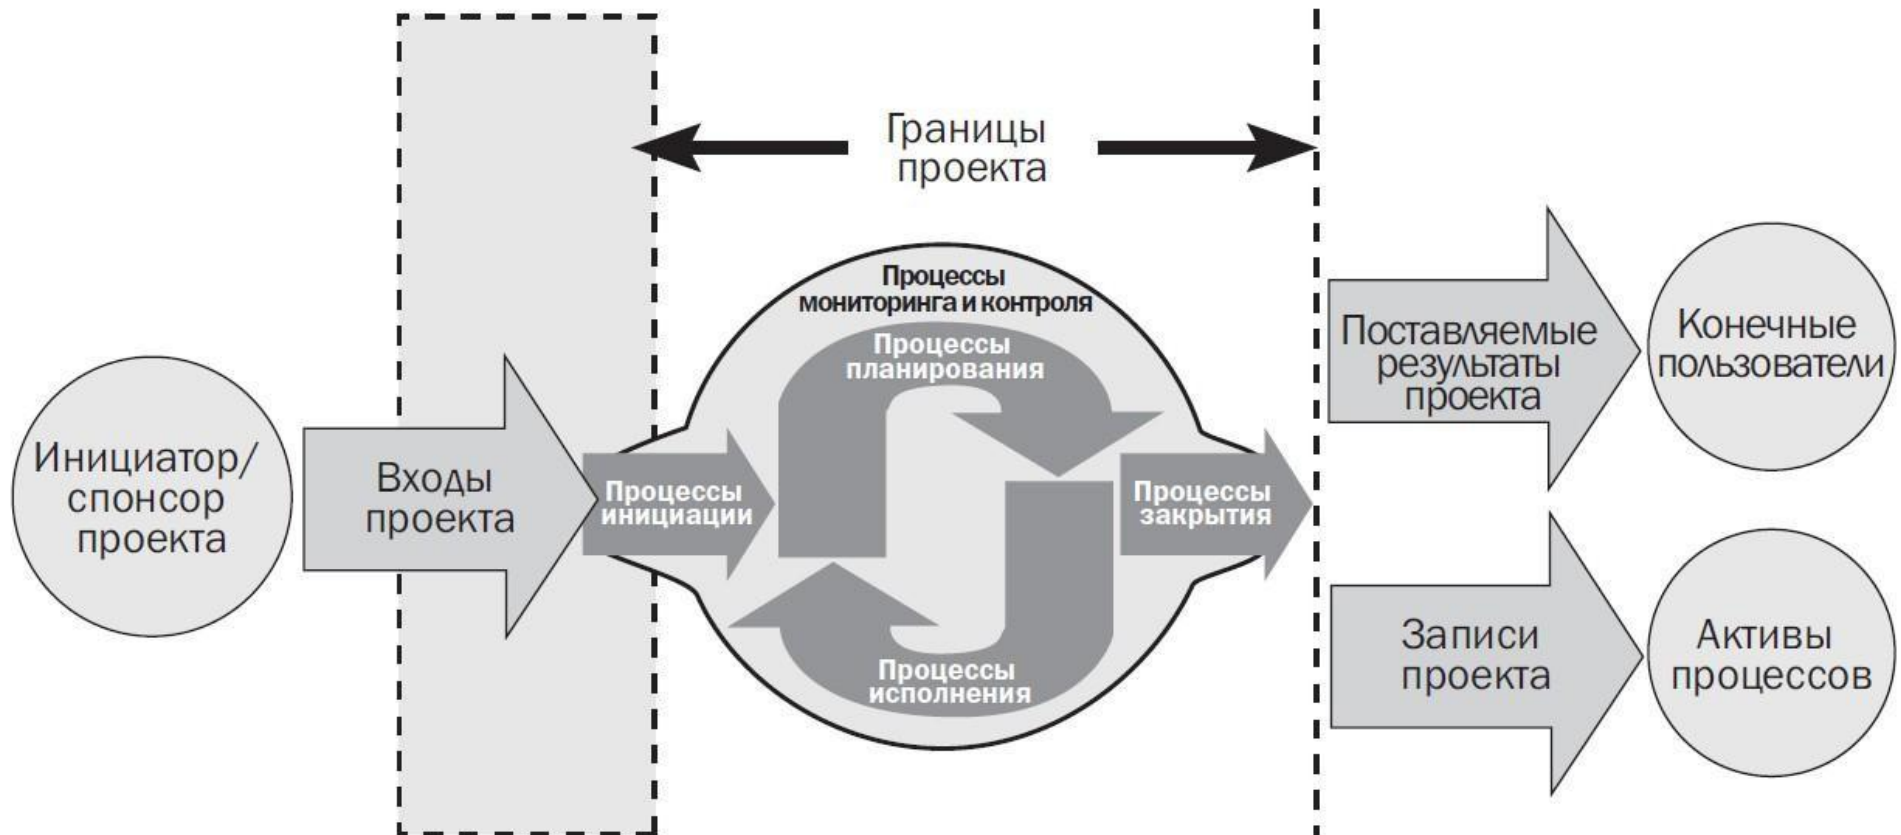 Границы
проекта
Процессы
мониторинга и контроля
Процессы
планирования
Инициатор/
спонсор
проекта
Входы
проекта
Процессы
инициации
Процессы
закрытия
Процессы
исполнения
Поставляемые
результаты
проекта
Конечные
пользователи
Записи
проекта
Активы
процессов